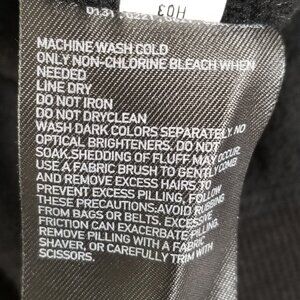 H03
MACHINE WASH COLD
ONLY NON-CHLORINE BLEACH WHEN
NEEDED
LINE DRY
DO NOT IRON
DO NOT DRYCLEAN
WASH DARK COLORS SEPARATELY. NO
OPTICAL BRIGHTENERS. DO NOT
SOAK.SHEDDING OF FLUFF MAY OCCUR.
USE A FABRIC BRUSH TO GENTLY COMB
AND REMOVE EXCESS HAIRS. TO
PREVENT EXCESS PILLING, FOLLOW
THESE PRECAUTIONS:AVOID RUBBING
FROM BAGS OR BELTS. EXCESSIVE
FRICTION CAN EXACERBATE PILLING.
REMOVE PILLING WITH A FABRIC
SHAVER, OR CAREFULLY TRIM WITH
SCISSORS.